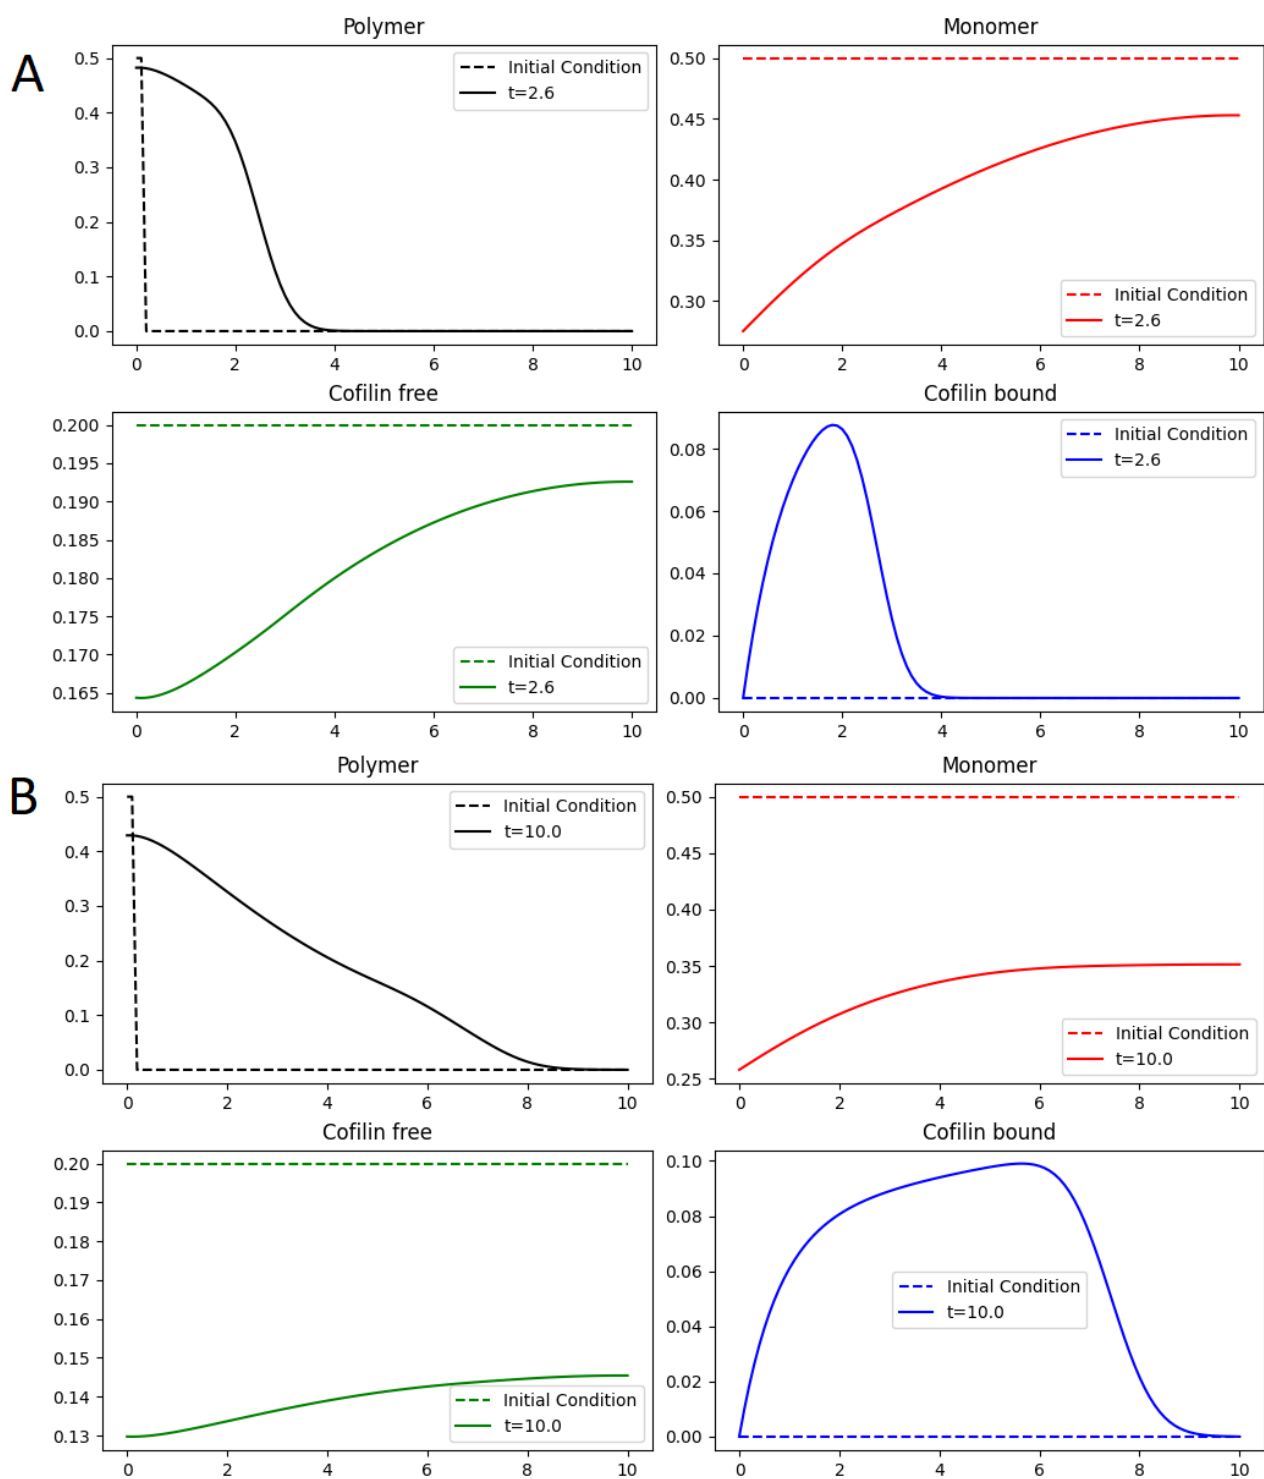 A
Polymer
0.5
0.4
0.3
0.2
0.1
0.0
Initial Condition
t=2.6
0 2 4 6 8 10
Monomer
0.50
0.45
0.40
0.35
0.30
Initial Condition
t=2.6
0 2 4 6 8 10
Cofilin free
0.200
0.195
0.190
0.185
0.180
0.175
0.170
0.165
Initial Condition
t=2.6
0 2 4 6 8 10
Cofilin bound
0.08
0.06
0.04
0.02
0.00
Initial Condition
t=2.6
0 2 4 6 8 10
B
Polymer
0.5
0.4
0.3
0.2
0.1
0.0
Initial Condition
t=10.0
0 2 4 6 8 10
Monomer
0.50
0.45
0.40
0.35
0.30
0.25
Initial Condition
t=10.0
0 2 4 6 8 10
Cofilin free
0.20
0.19
0.18
0.17
0.16
0.15
0.14
0.13
Initial Condition
t=10.0
0 2 4 6 8 10
Cofilin bound
0.10
0.08
0.06
0.04
0.02
0.00
Initial Condition
t=10.0
0 2 4 6 8 10